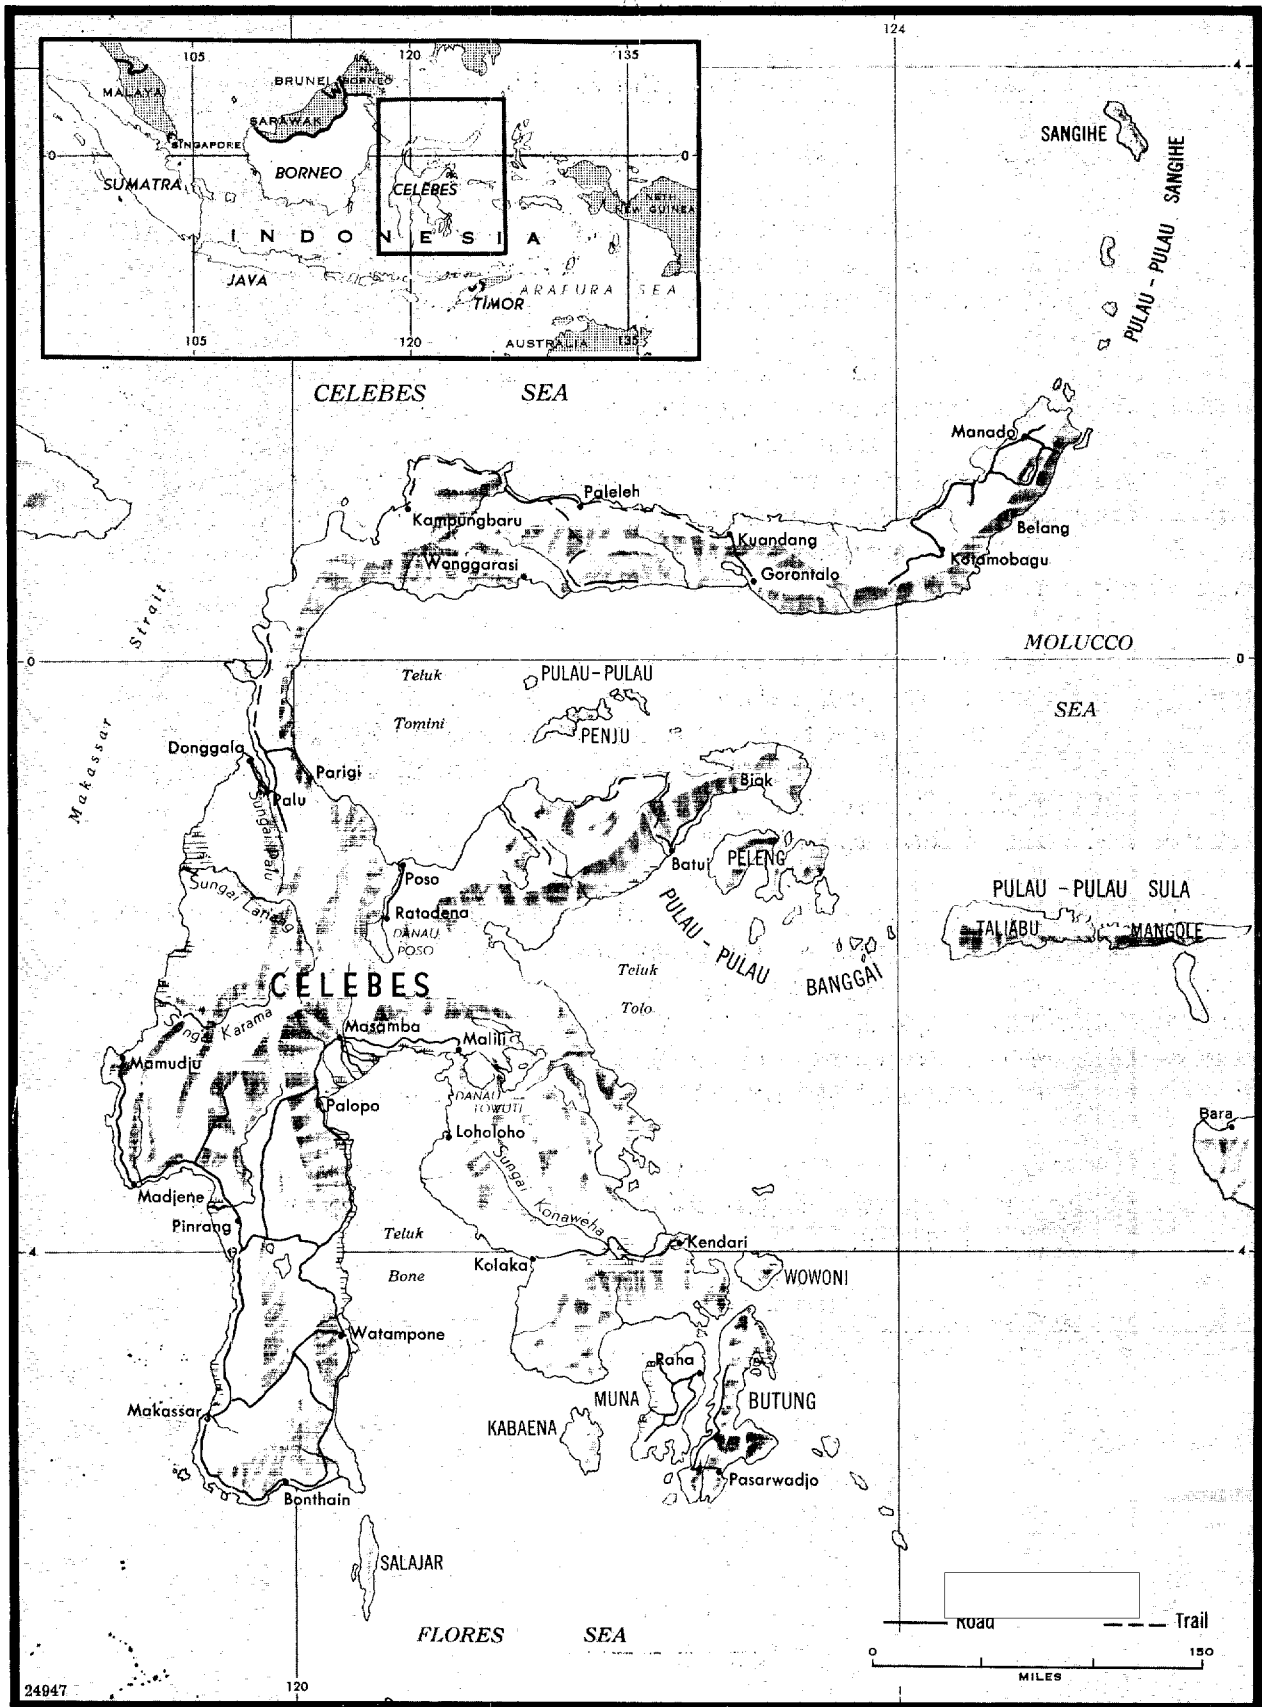 124
4
105
120
135
BRUNEI
BORNEO
MALAYA
SARAWAK
SINGAPORE
0
0
BORNEO
SUMATRA
CELEBES
NEW GUINEA
INDONESIA
JAVA
ARAFURA SEA
TIMOR
AUSTRALIA
105
120
135
SANGIHE
PULAU - PULAU SANGIHE
CELEBES SEA
Manado
Paleleh
Kampungbaru
Belang
Kuandang
Wonggarasi
Kotamobagu
Gorontalo
Makassar Strait
MOLUCCO
SEA
0
0
Teluk
Tomini
PULAU-PULAU
PENJU
Donggala
Parigi
Biak
Palu
Sungai Palu
Batui
PELENG
Poso
Sungai Lariang
Ratodena
DANAU
POSO
PULAU - PULAU
BANGGAI
PULAU - PULAU SULA
TALIABU
MANGOLE
Teluk
Tolo
CELEBES
Sungai Karama
Masamba
Malili
Mamudju
DANAU
TOWUTI
Palopo
Loholoho
Bara
Sungai Konaweha
Madjene
Pinrang
4
4
Teluk
Bone
Kendari
Kolaka
WOWONI
Watampone
Raha
MUNA
BUTUNG
Makassar
KABAENA
Pasarwadjo
Bonthain
SALAJAR
FLORES SEA
Road
Trail
0
150
MILES
24947
120